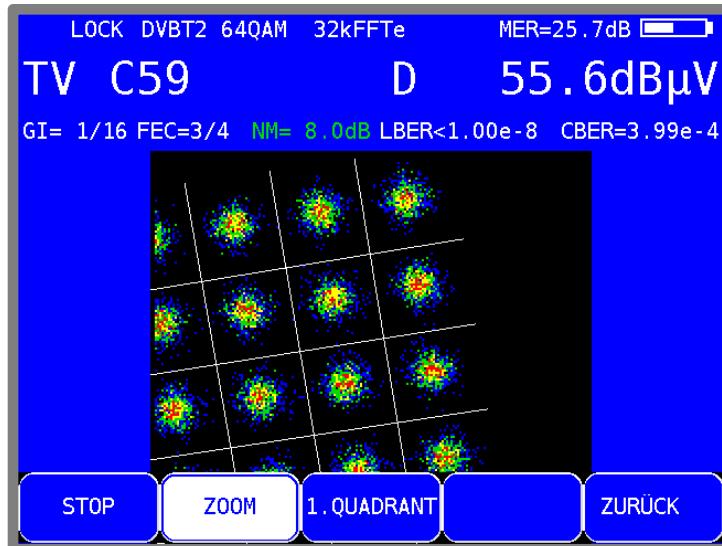 LOCK DVBT2 64QAM 32kFFTe MER=25.7dB
TV C59 D 55.6dBµV
GI= 1/16 FEC=3/4 NM= 8.0dB LBER<1.00e-8 CBER=3.99e-4
STOP ZOOM 1.QUADRANT ZURÜCK